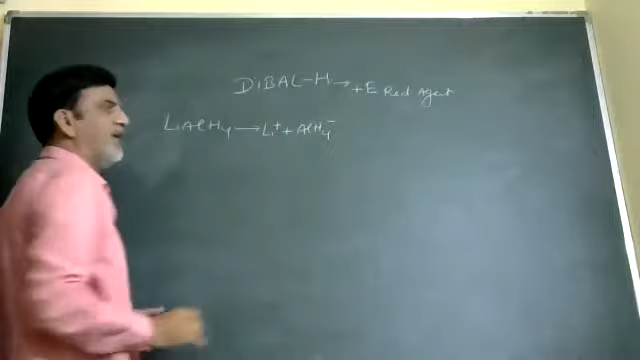 DiBAL-H → +E Red Agent
LiAlH4 → Li+ + AlH4-